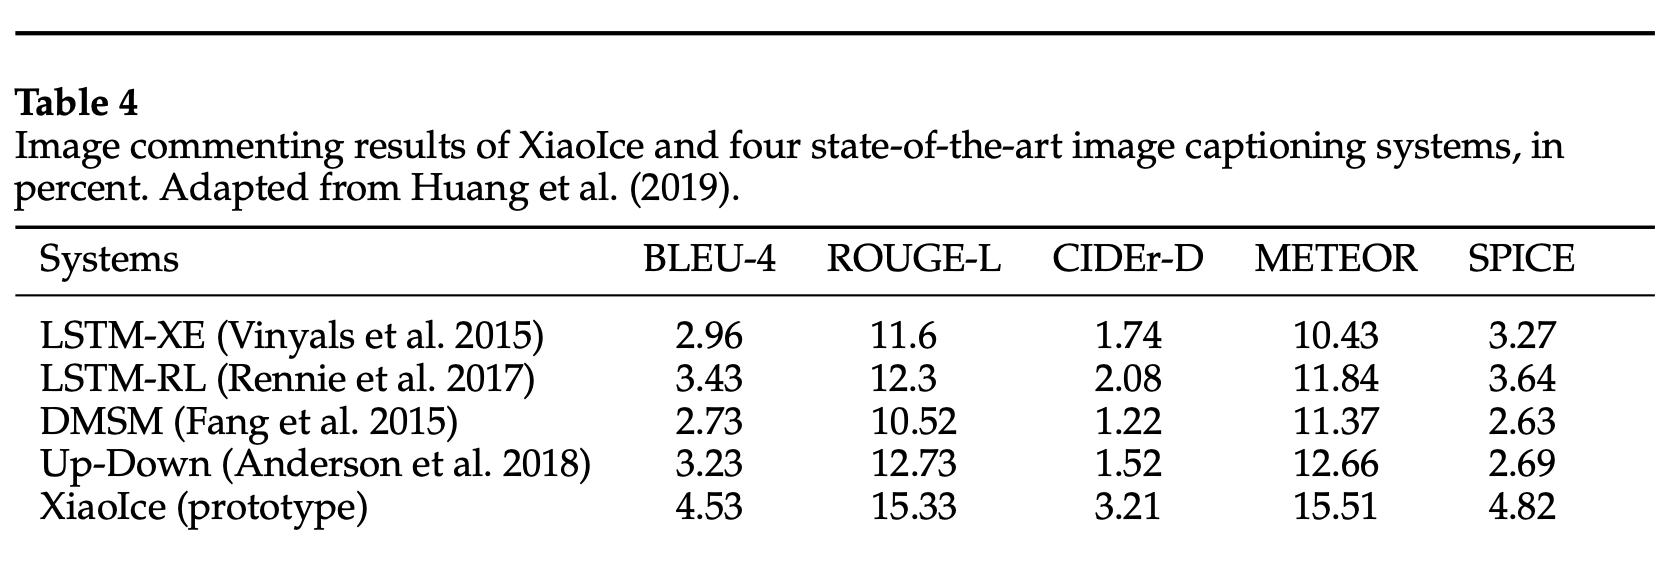 Table 4
Image commenting results of XiaoIce and four state-of-the-art image captioning systems, in
percent. Adapted from Huang et al. (2019).
Systems BLEU-4 ROUGE-L CIDEr-D METEOR SPICE
LSTM-XE (Vinyals et al. 2015) 2.96 11.6 1.74 10.43 3.27
LSTM-RL (Rennie et al. 2017) 3.43 12.3 2.08 11.84 3.64
DMSM (Fang et al. 2015) 2.73 10.52 1.22 11.37 2.63
Up-Down (Anderson et al. 2018) 3.23 12.73 1.52 12.66 2.69
XiaoIce (prototype) 4.53 15.33 3.21 15.51 4.82